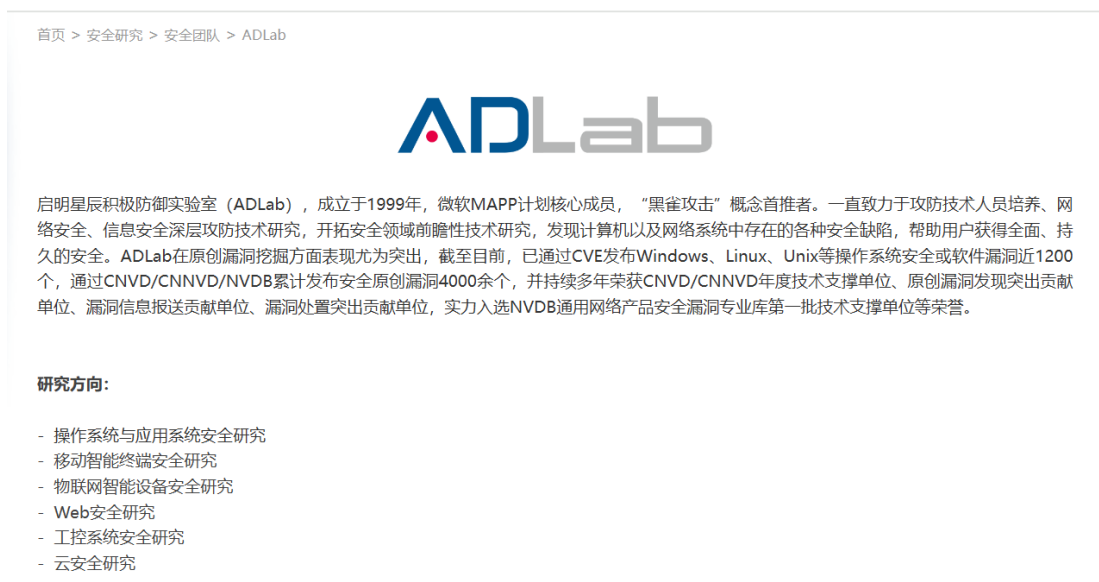 首页 > 安全研究 > 安全团队 > ADLab
ADLab
启明星辰积极防御实验室（ADLab），成立于1999年，微软MAPP计划核心成员，“黑雀攻击”概念首推者。一直致力于攻防技术人员培养、网
络安全、信息安全深层攻防技术研究，开拓安全领域前瞻性技术研究，发现计算机以及网络系统中存在的各种安全缺陷，帮助用户获得全面、持
久的安全。ADLab在原创漏洞挖掘方面表现尤为突出，截至目前，已通过CVE发布Windows、Linux、Unix等操作系统安全或软件漏洞近1200
个，通过CNVD/CNNVD/NVDB累计发布安全原创漏洞4000余个，并持续多年荣获CNVD/CNNVD年度技术支撑单位、原创漏洞发现突出贡献
单位、漏洞信息报送贡献单位、漏洞处置突出贡献单位，实力入选NVDB通用网络产品安全漏洞专业库第一批技术支撑单位等荣誉。
研究方向：
- 操作系统与应用系统安全研究
- 移动智能终端安全研究
- 物联网智能设备安全研究
- Web安全研究
- 工控系统安全研究
- 云安全研究